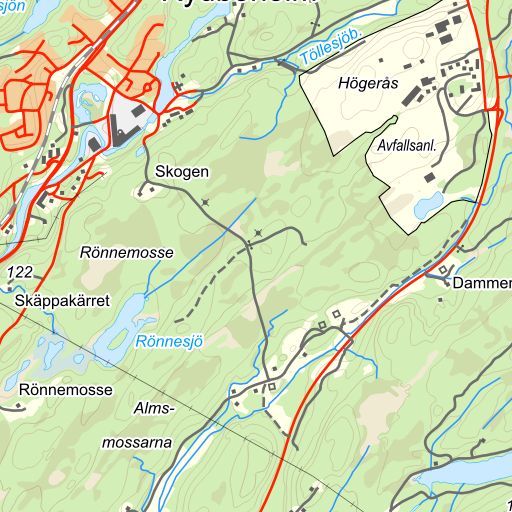 Töllesjöb.
Högerås
Avfallsanl.
Skogen
Rönnemosse
122
Skäppakärret
Dammen
Rönnesjö
Rönnemosse
Alms-
mossarna